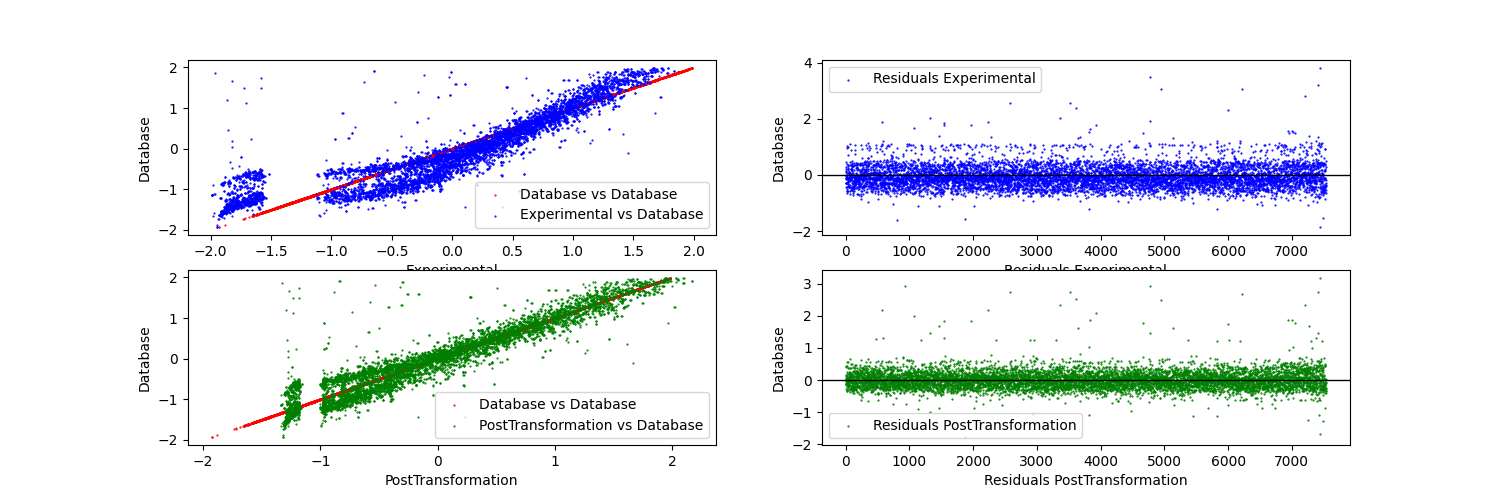 2
1
0
−1
−2
Database
Database vs Database
Experimental vs Database
−2.0 −1.5 −1.0 −0.5 0.0 0.5 1.0 1.5 2.0
Experimental
4
2
0
−2
Database
Residuals Experimental
0 1000 2000 3000 4000 5000 6000 7000
Residuals Experimental
2
1
0
−1
−2
Database
Database vs Database
PostTransformation vs Database
−2 −1 0 1 2
PostTransformation
3
2
1
0
−1
−2
Database
Residuals PostTransformation
0 1000 2000 3000 4000 5000 6000 7000
Residuals PostTransformation